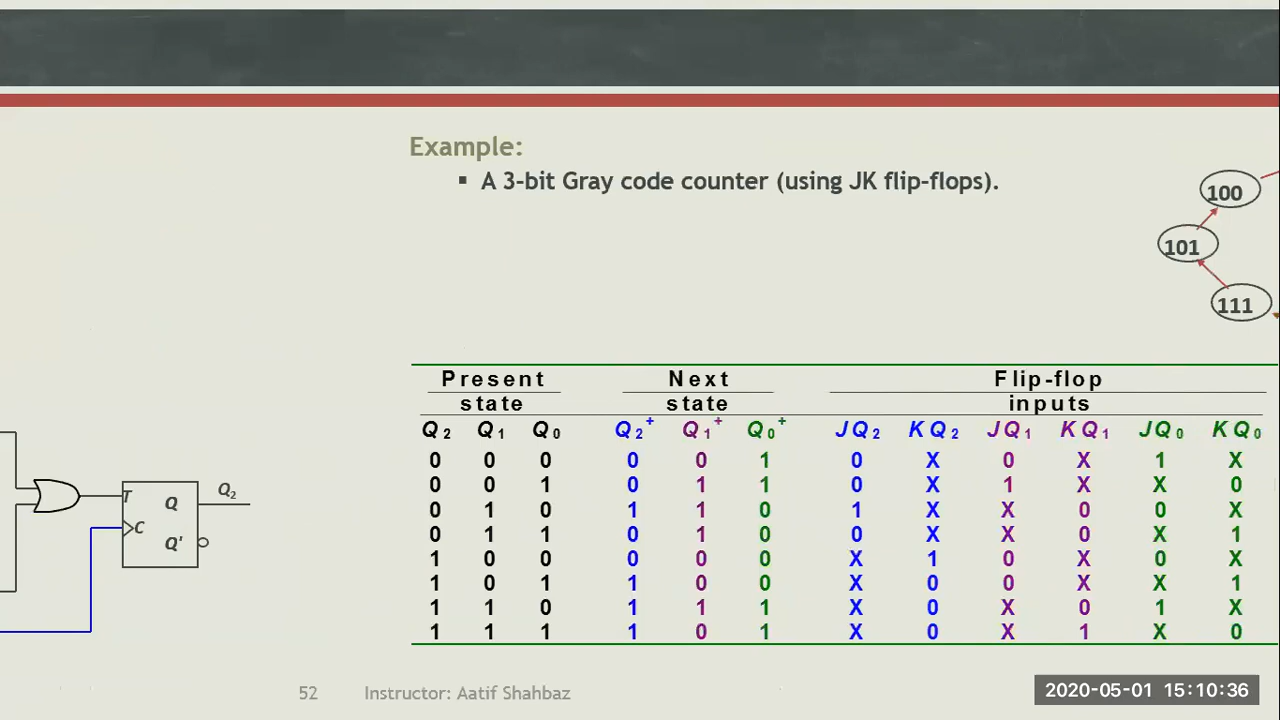 Example:
▪ A 3-bit Gray code counter (using JK flip-flops).
100
101
111
Present state Next state Flip-flop inputs
Q2 Q1 Q0 Q2+ Q1+ Q0+ JQ2 KQ2 JQ1 KQ1 JQ0 KQ0
0 0 0 0 0 1 0 X 0 X 1 X
0 0 1 0 1 1 0 X 1 X X 0
0 1 0 1 1 0 1 X X 0 0 X
0 1 1 0 1 0 0 X X 0 X 1
1 0 0 0 0 0 X 1 0 X 0 X
1 0 1 1 0 0 X 0 0 X X 1
1 1 0 1 1 1 X 0 X 0 1 X
1 1 1 1 0 1 X 0 X 1 X 0
T Q Q2
C
Q'
52 Instructor: Aatif Shahbaz
2020-05-01 15:10:36